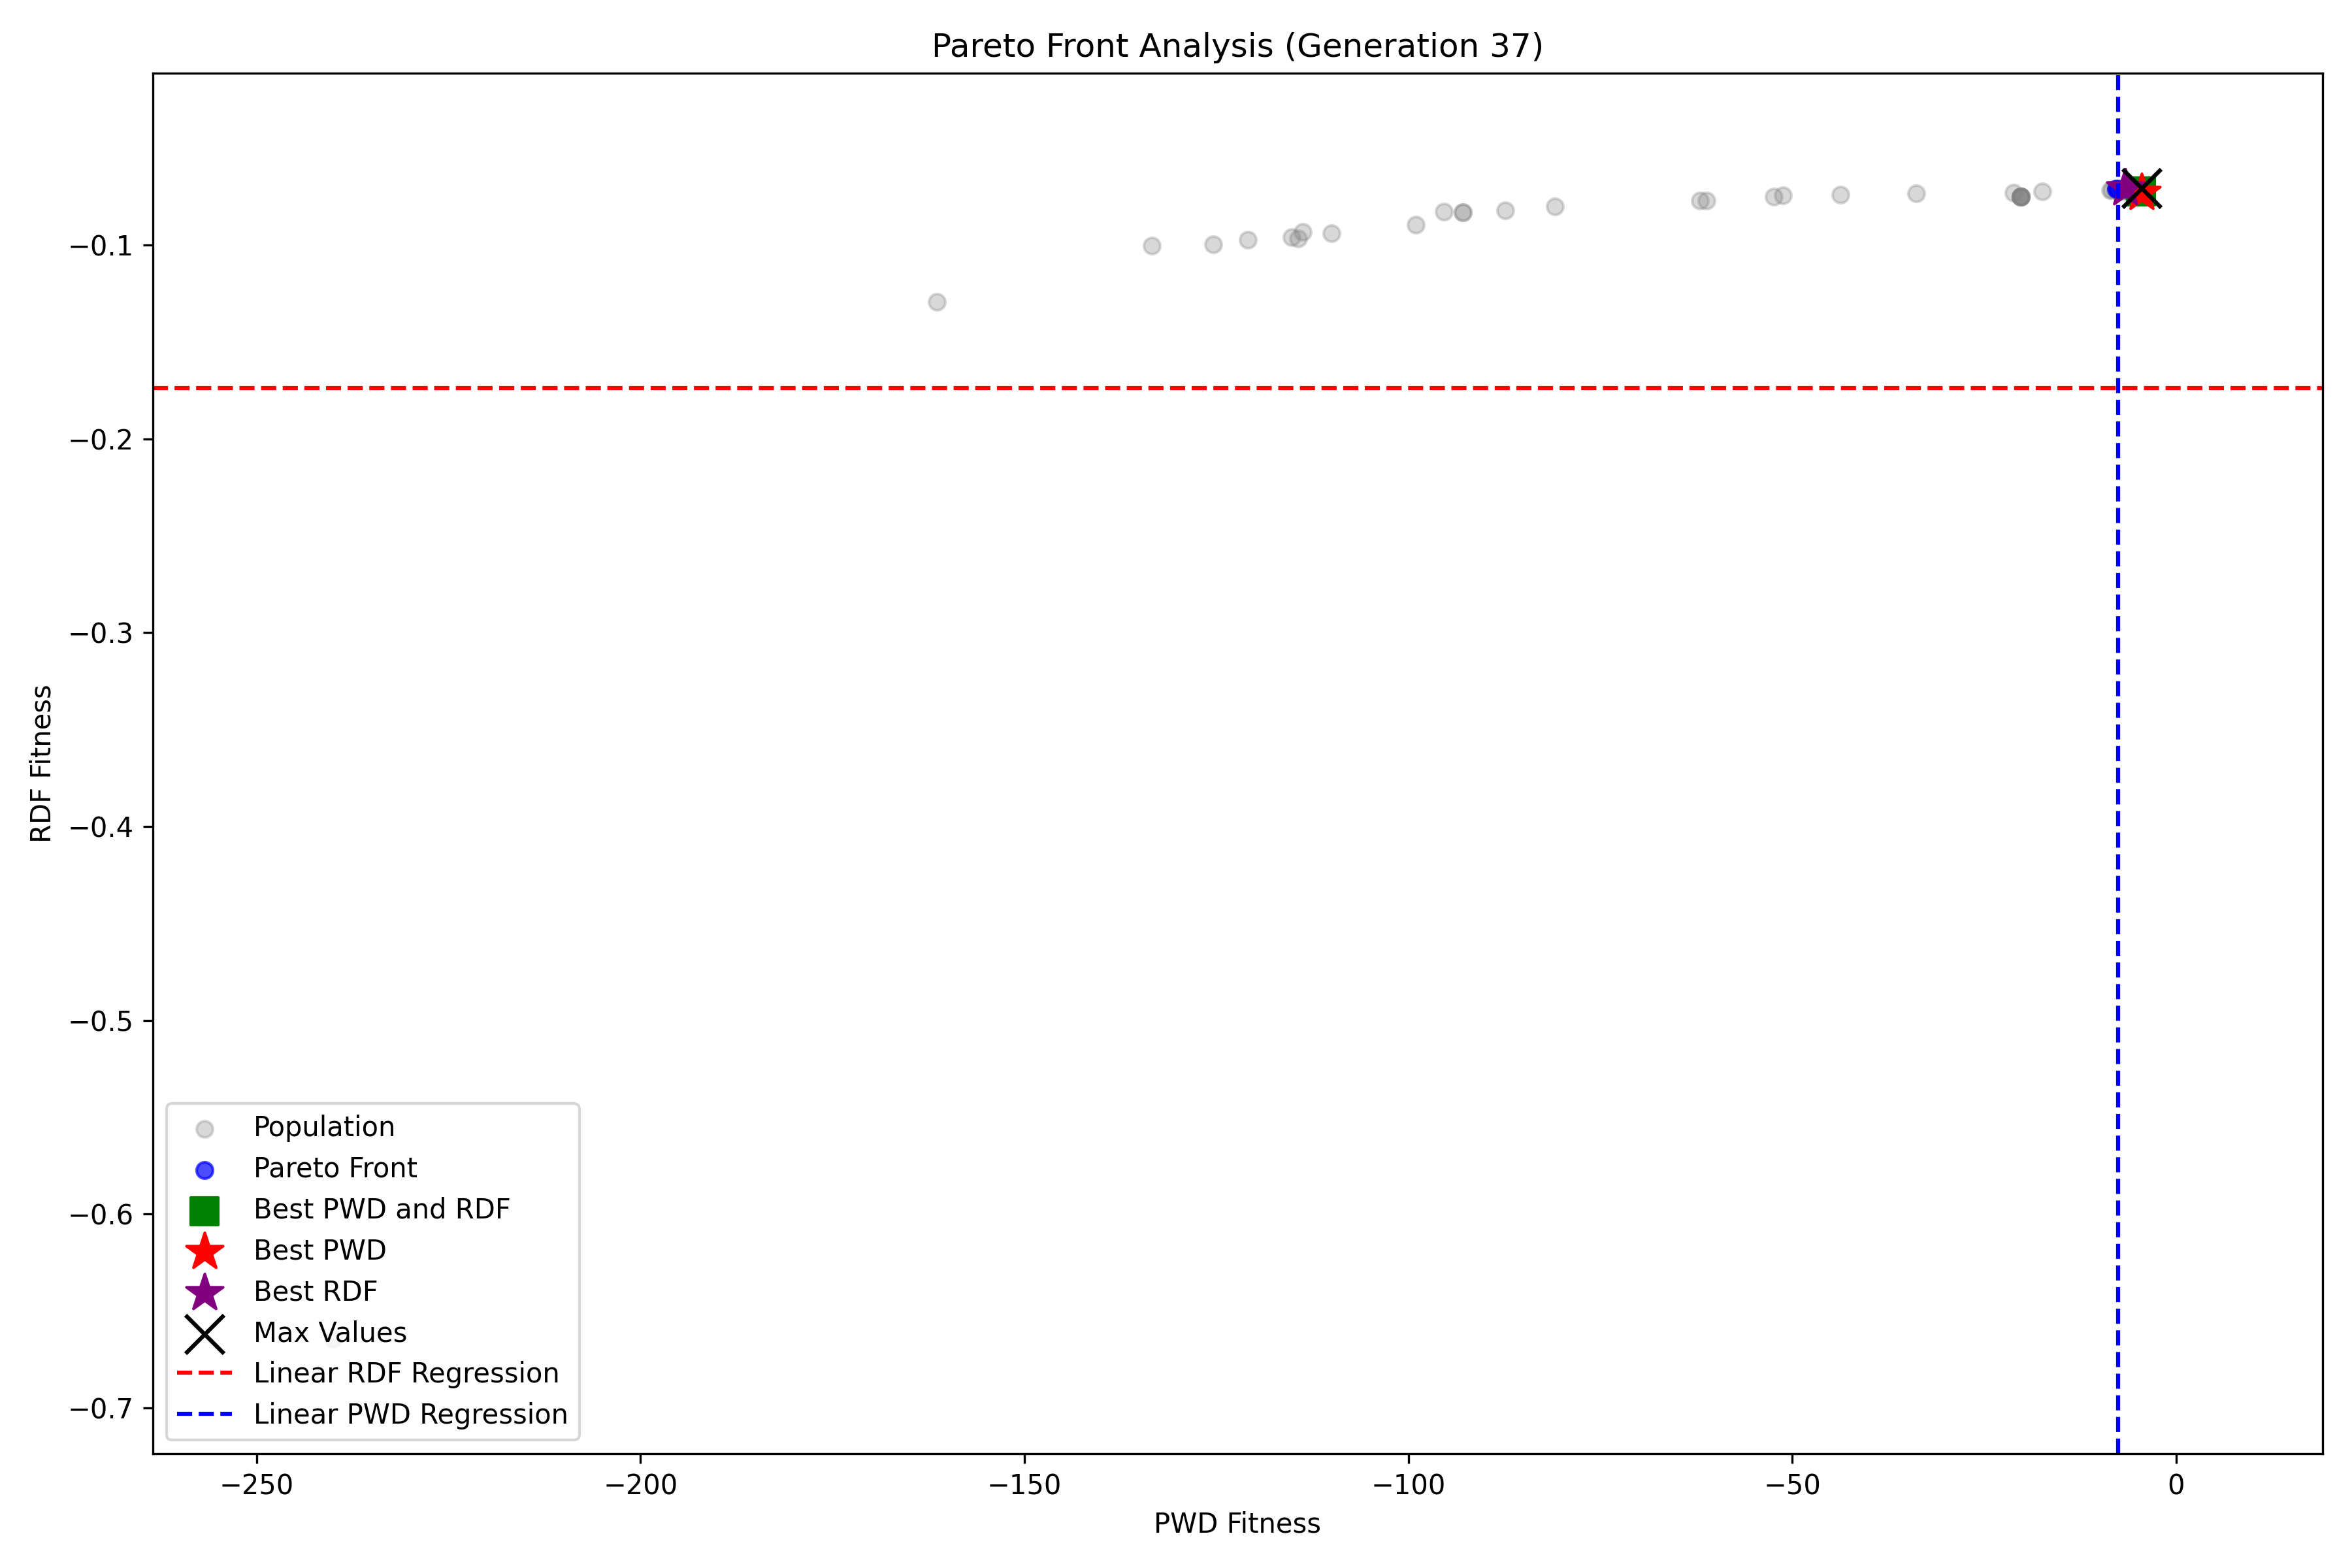 Pareto Front Analysis (Generation 37)
RDF Fitness
−0.1
−0.2
−0.3
−0.4
−0.5
−0.6
−0.7
Population
Pareto Front
Best PWD and RDF
Best PWD
Best RDF
Max Values
Linear RDF Regression
Linear PWD Regression
−250
−200
−150
−100
−50
0
PWD Fitness